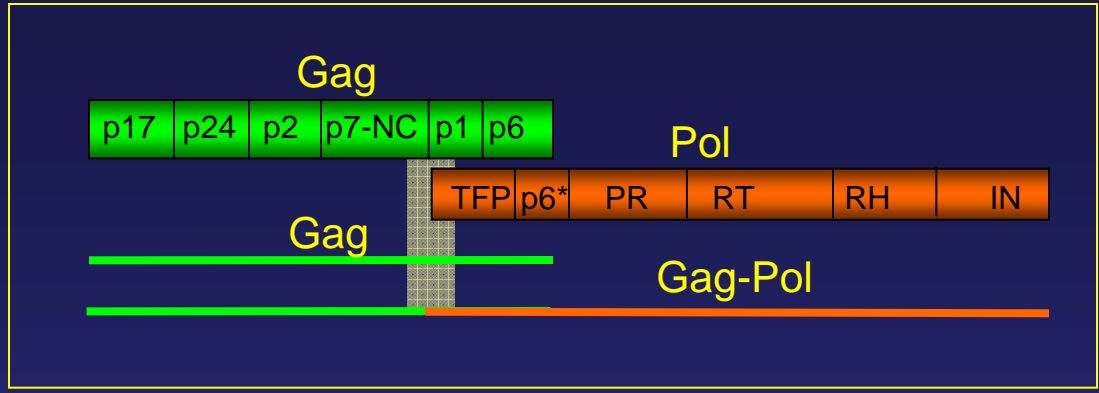 Gag
p17 p24 p2 p7-NC p1 p6
Pol
TFP p6* PR RT RH IN
Gag
Gag-Pol